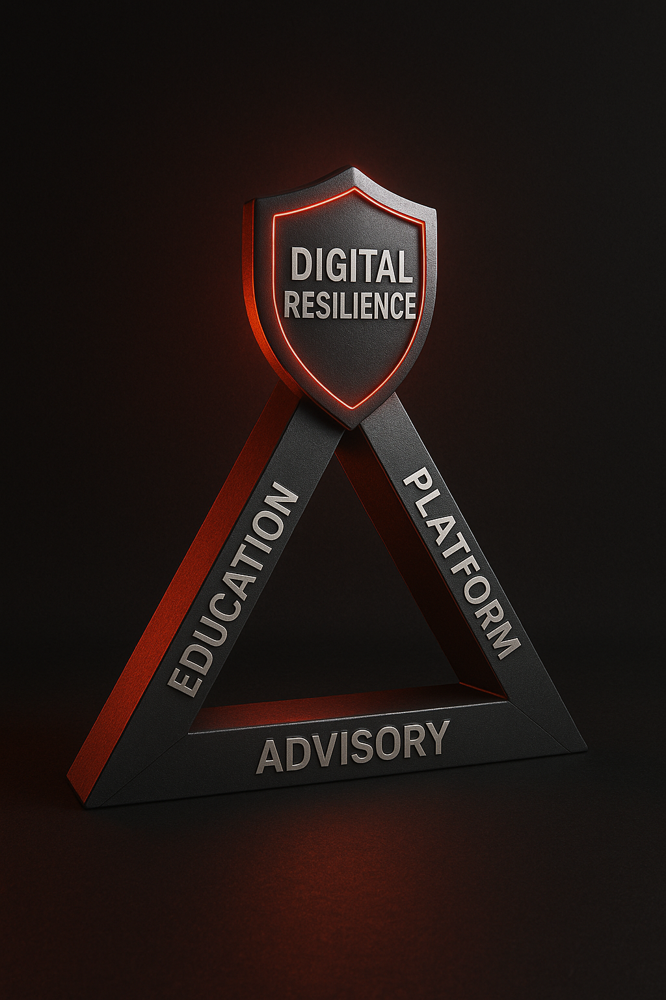 DIGITAL
RESILIENCE
EDUCATION
PLATFORM
ADVISORY